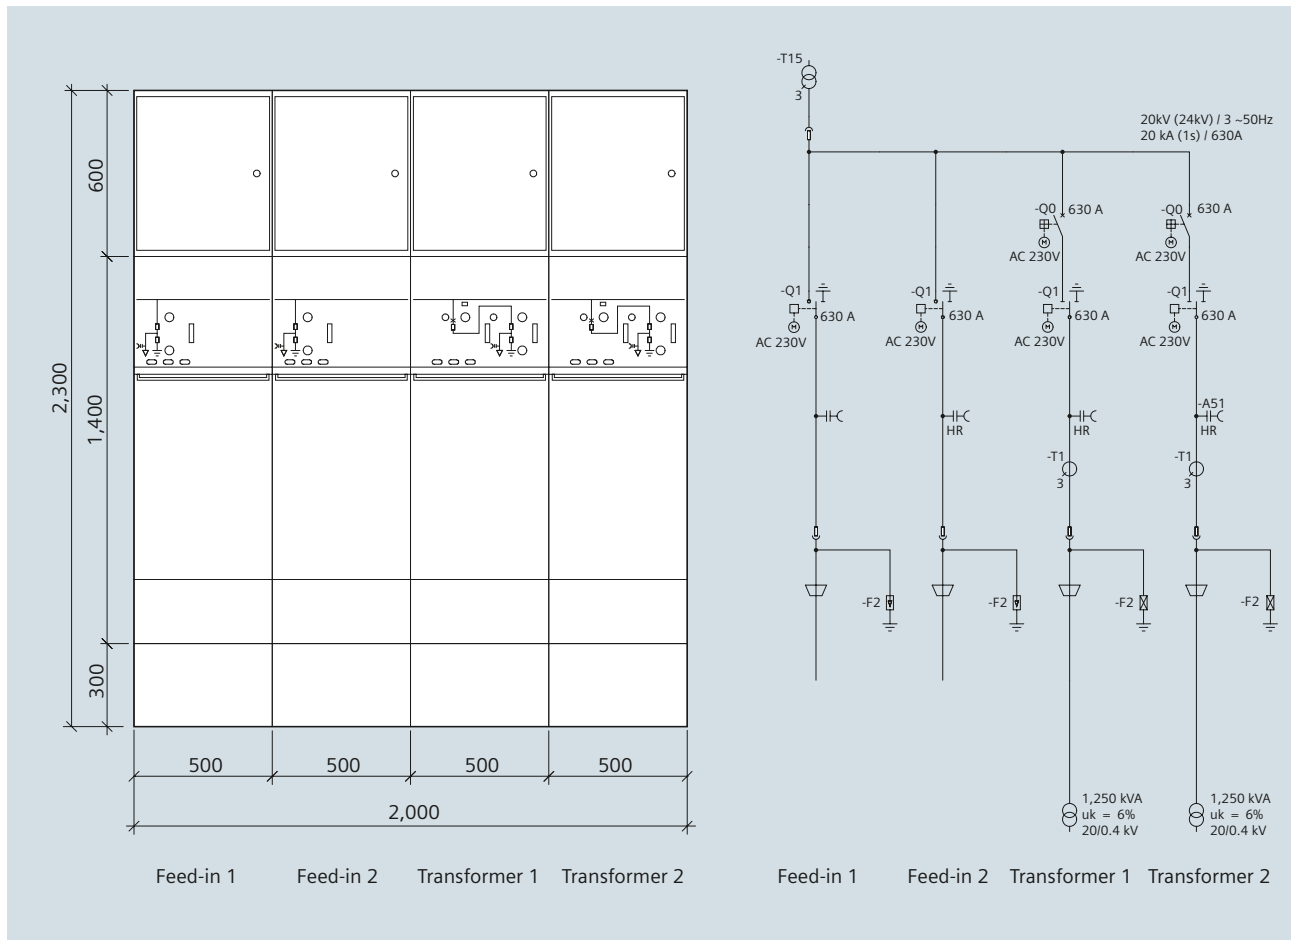 600
1,400
2,300
300
500
500
500
500
2,000
Feed-in 1
Feed-in 2
Transformer 1
Transformer 2
-T15
3
20kV (24kV) / 3 ~50Hz
20 kA (1s) / 630A
-Q0
630 A
M
AC 230V
-Q0
630 A
M
AC 230V
-Q1
630 A
M
AC 230V
-Q1
630 A
M
AC 230V
-Q1
630 A
M
AC 230V
-Q1
630 A
M
AC 230V
HR
HR
-A51
HR
-T1
3
-T1
3
-F2
-F2
-F2
-F2
1,250 kVA
uk = 6%
20/0.4 kV
1,250 kVA
uk = 6%
20/0.4 kV
Feed-in 1
Feed-in 2
Transformer 1
Transformer 2